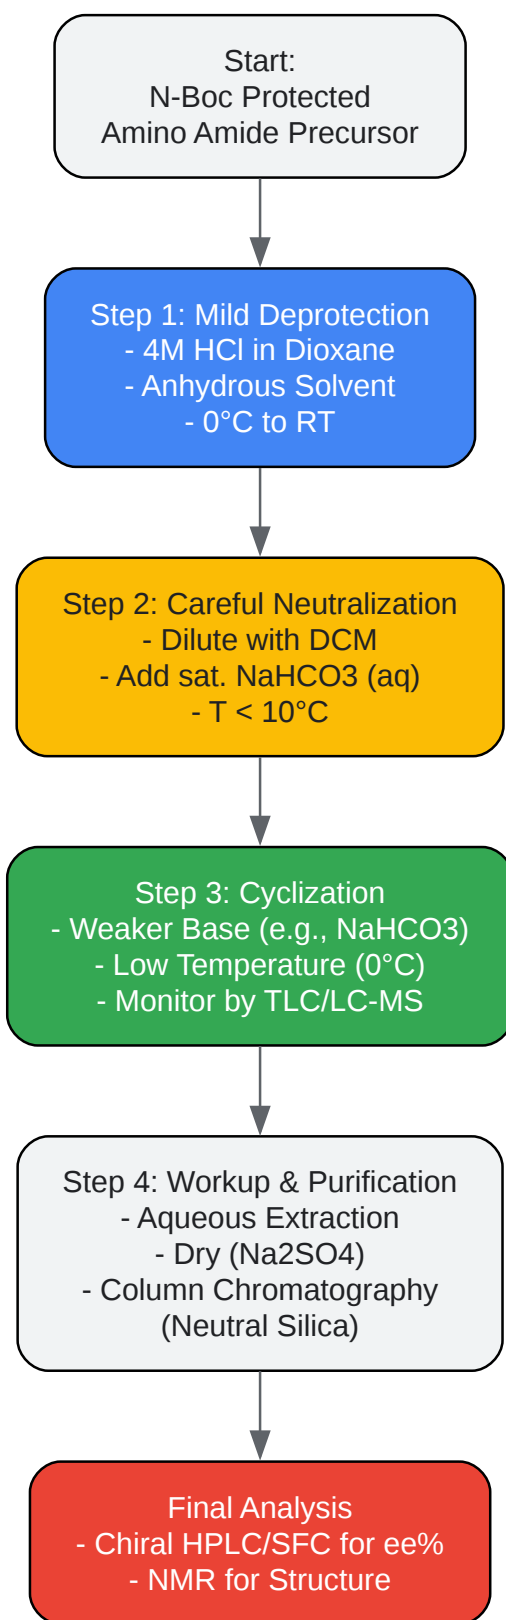 Start:
N-Boc Protected
Amino Amide Precursor
Step 1: Mild Deprotection
- 4M HCl in Dioxane
- Anhydrous Solvent
- 0°C to RT
Step 2: Careful Neutralization
- Dilute with DCM
- Add sat. NaHCO3 (aq)
- T < 10°C
Step 3: Cyclization
- Weaker Base (e.g., NaHCO3)
- Low Temperature (0°C)
- Monitor by TLC/LC-MS
Step 4: Workup & Purification
- Aqueous Extraction
- Dry (Na2SO4)
- Column Chromatography
(Neutral Silica)
Final Analysis
- Chiral HPLC/SFC for ee%
- NMR for Structure